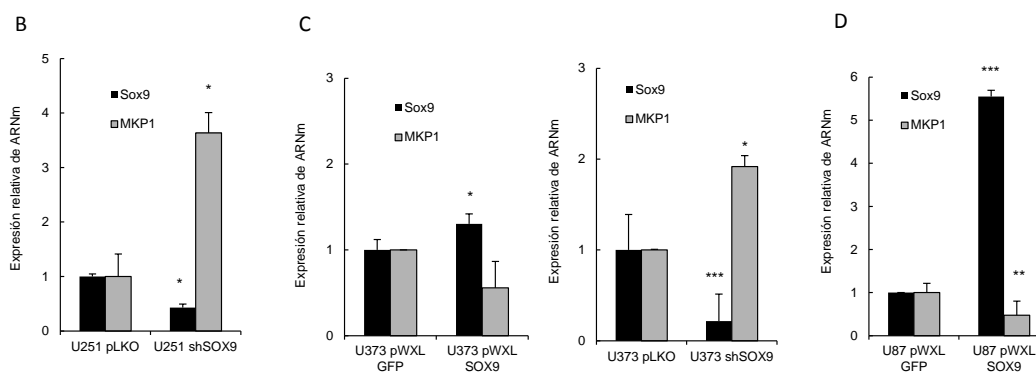 B
Expresión relativa de ARNm
5
4
3
2
1
0
Sox9
MKP1
*
*
U251 pLKO
U251 shSOX9
C
Expresión relativa de ARNm
3
2
1
0
Sox9
MKP1
*
U373 pWXL GFP
U373 pWXL SOX9
Expresión relativa de ARNm
3
2
1
0
Sox9
MKP1
***
*
U373 pLKO
U373 shSOX9
D
Expresión relativa de ARNm
6
5
4
3
2
1
0
Sox9
MKP1
***
**
U87 pWXL GFP
U87 pWXL SOX9